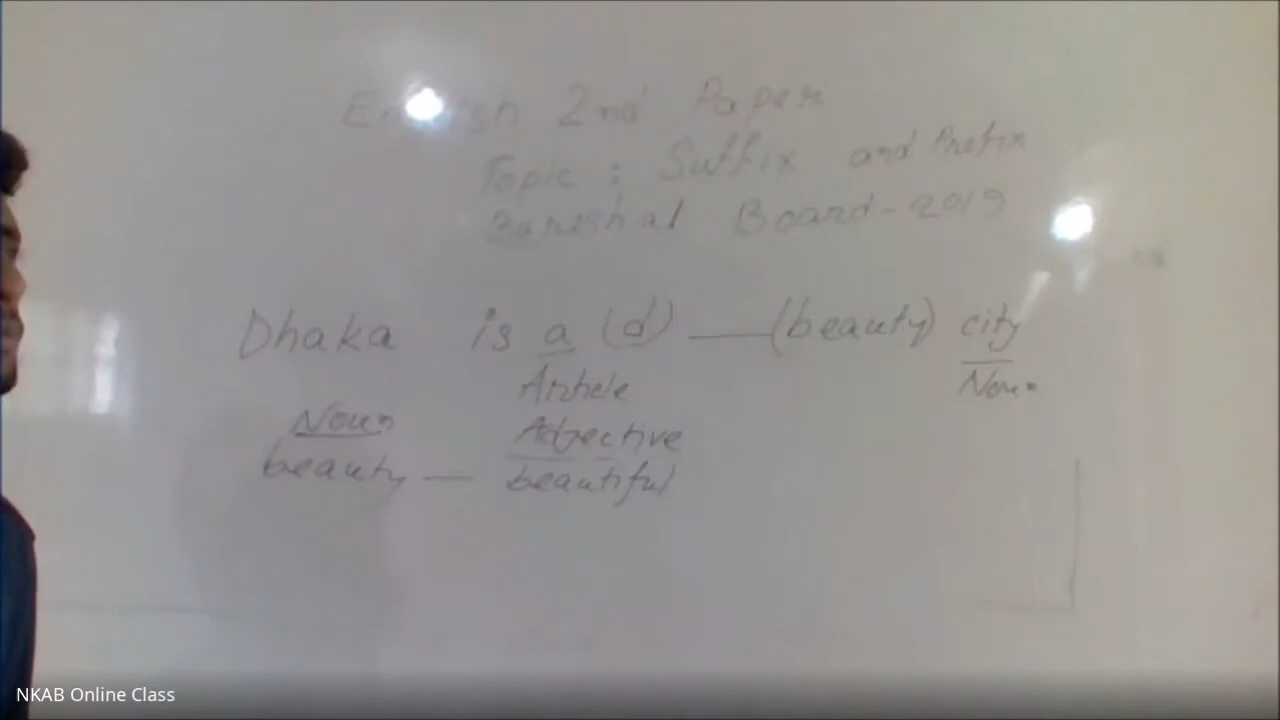 English 2nd Paper
Topic : Suffix and Prefix
Bareshal Board-2019
Dhaka is a (d) ___ (beauty) city
Article Noun
Noun Adjective
beauty — beautiful
NKAB Online Class